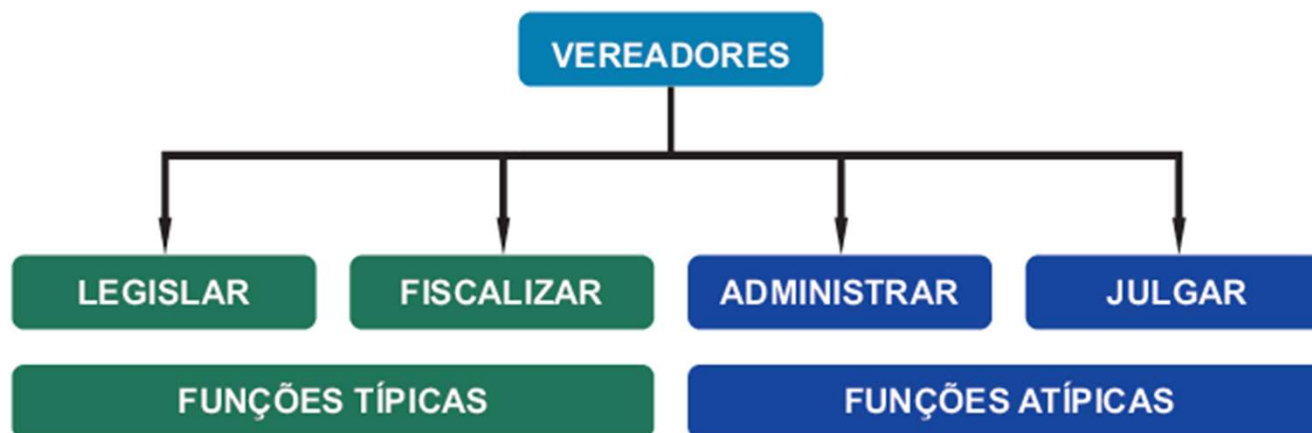 VEREADORES
LEGISLAR
FISCALIZAR
ADMINISTRAR
JULGAR
FUNÇÕES TÍPICAS
FUNÇÕES ATÍPICAS